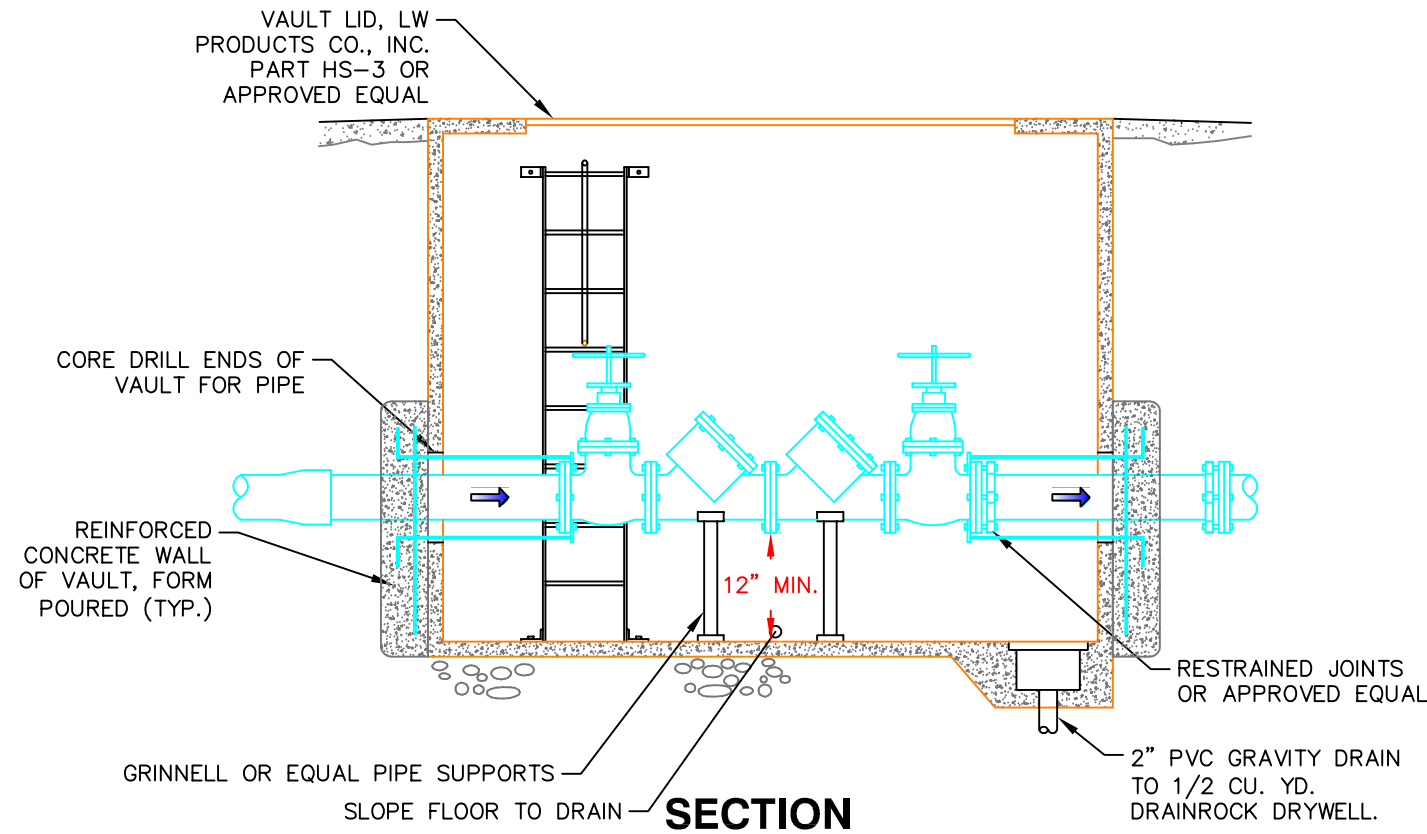 VAULT LID, LW
PRODUCTS CO., INC.
PART HS-3 OR
APPROVED EQUAL
CORE DRILL ENDS OF
VAULT FOR PIPE
REINFORCED
CONCRETE WALL
OF VAULT, FORM
POURED (TYP.)
12" MIN.
RESTRAINED JOINTS
OR APPROVED EQUAL
GRINNELL OR EQUAL PIPE SUPPORTS
SLOPE FLOOR TO DRAIN
2" PVC GRAVITY DRAIN
TO 1/2 CU. YD.
DRAINROCK DRYWELL.
SECTION